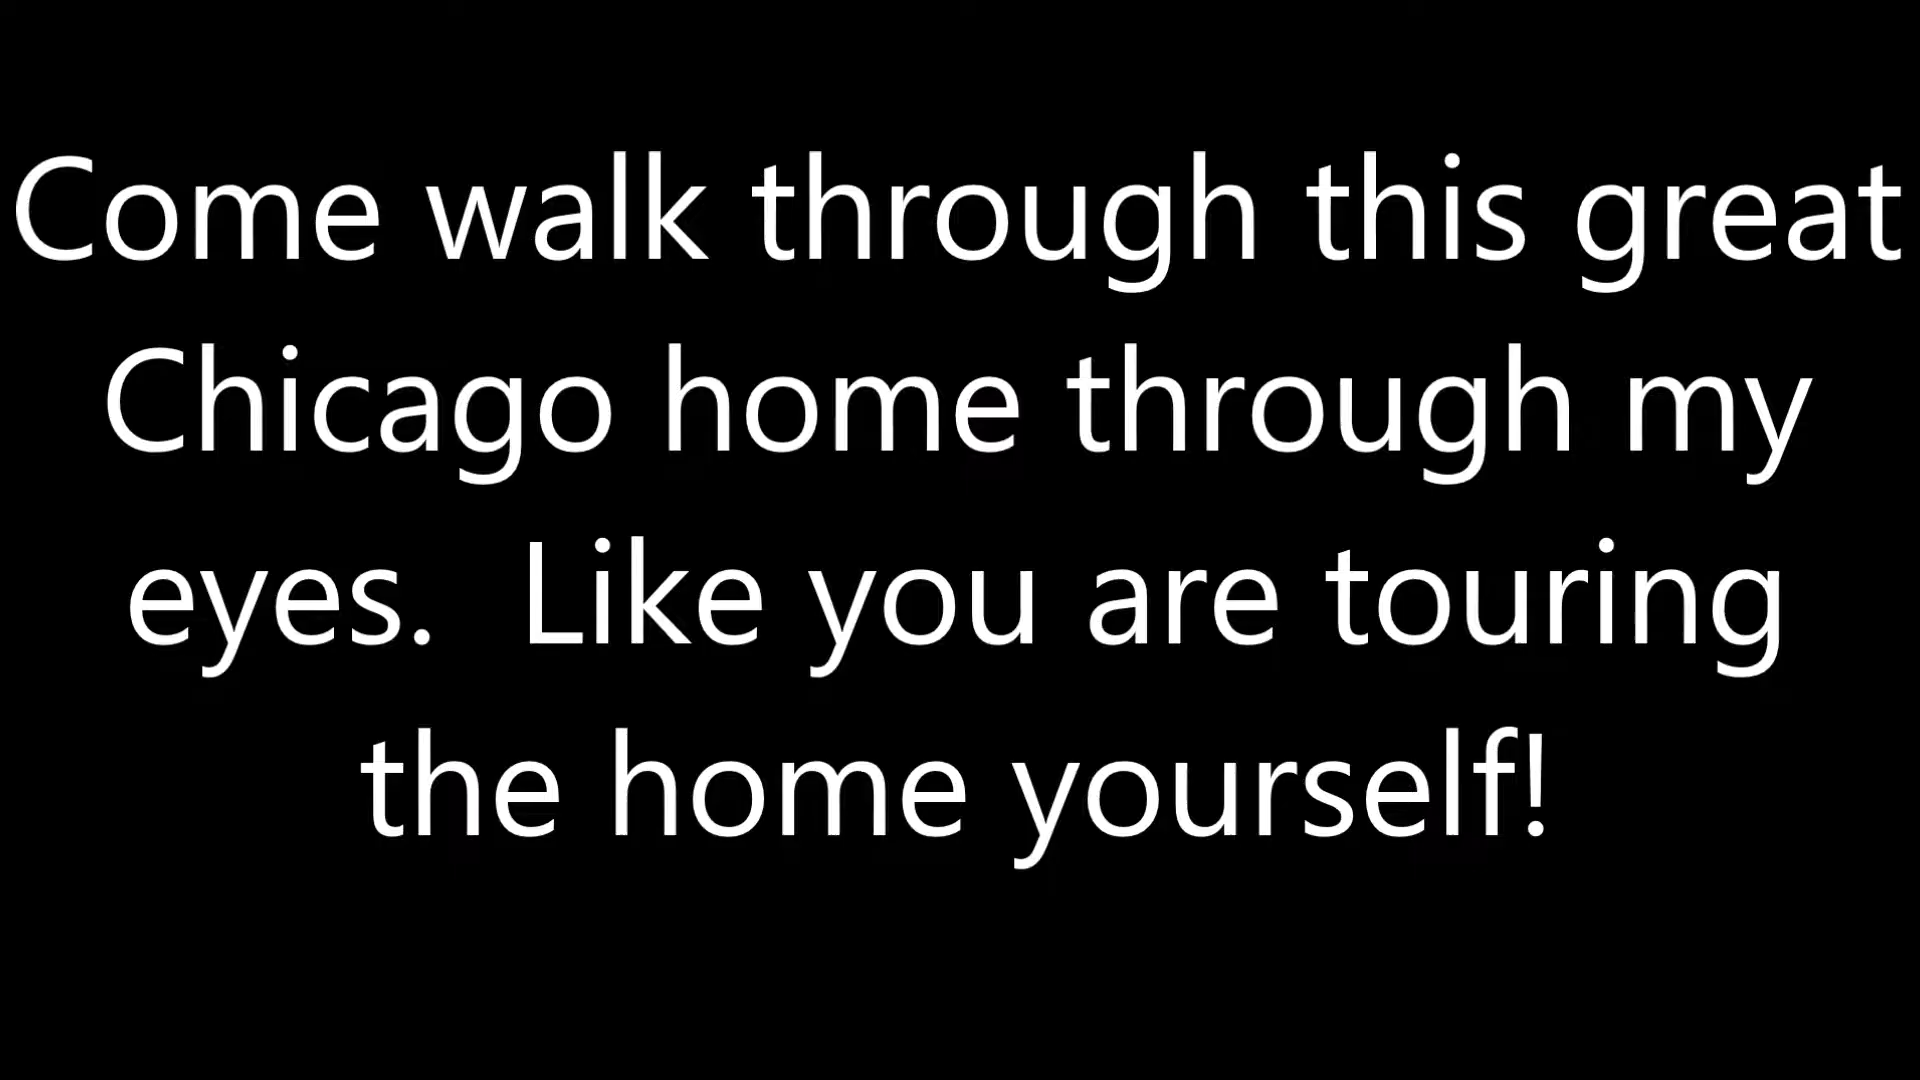 Come walk through this great
Chicago home through my
eyes.  Like you are touring
the home yourself!